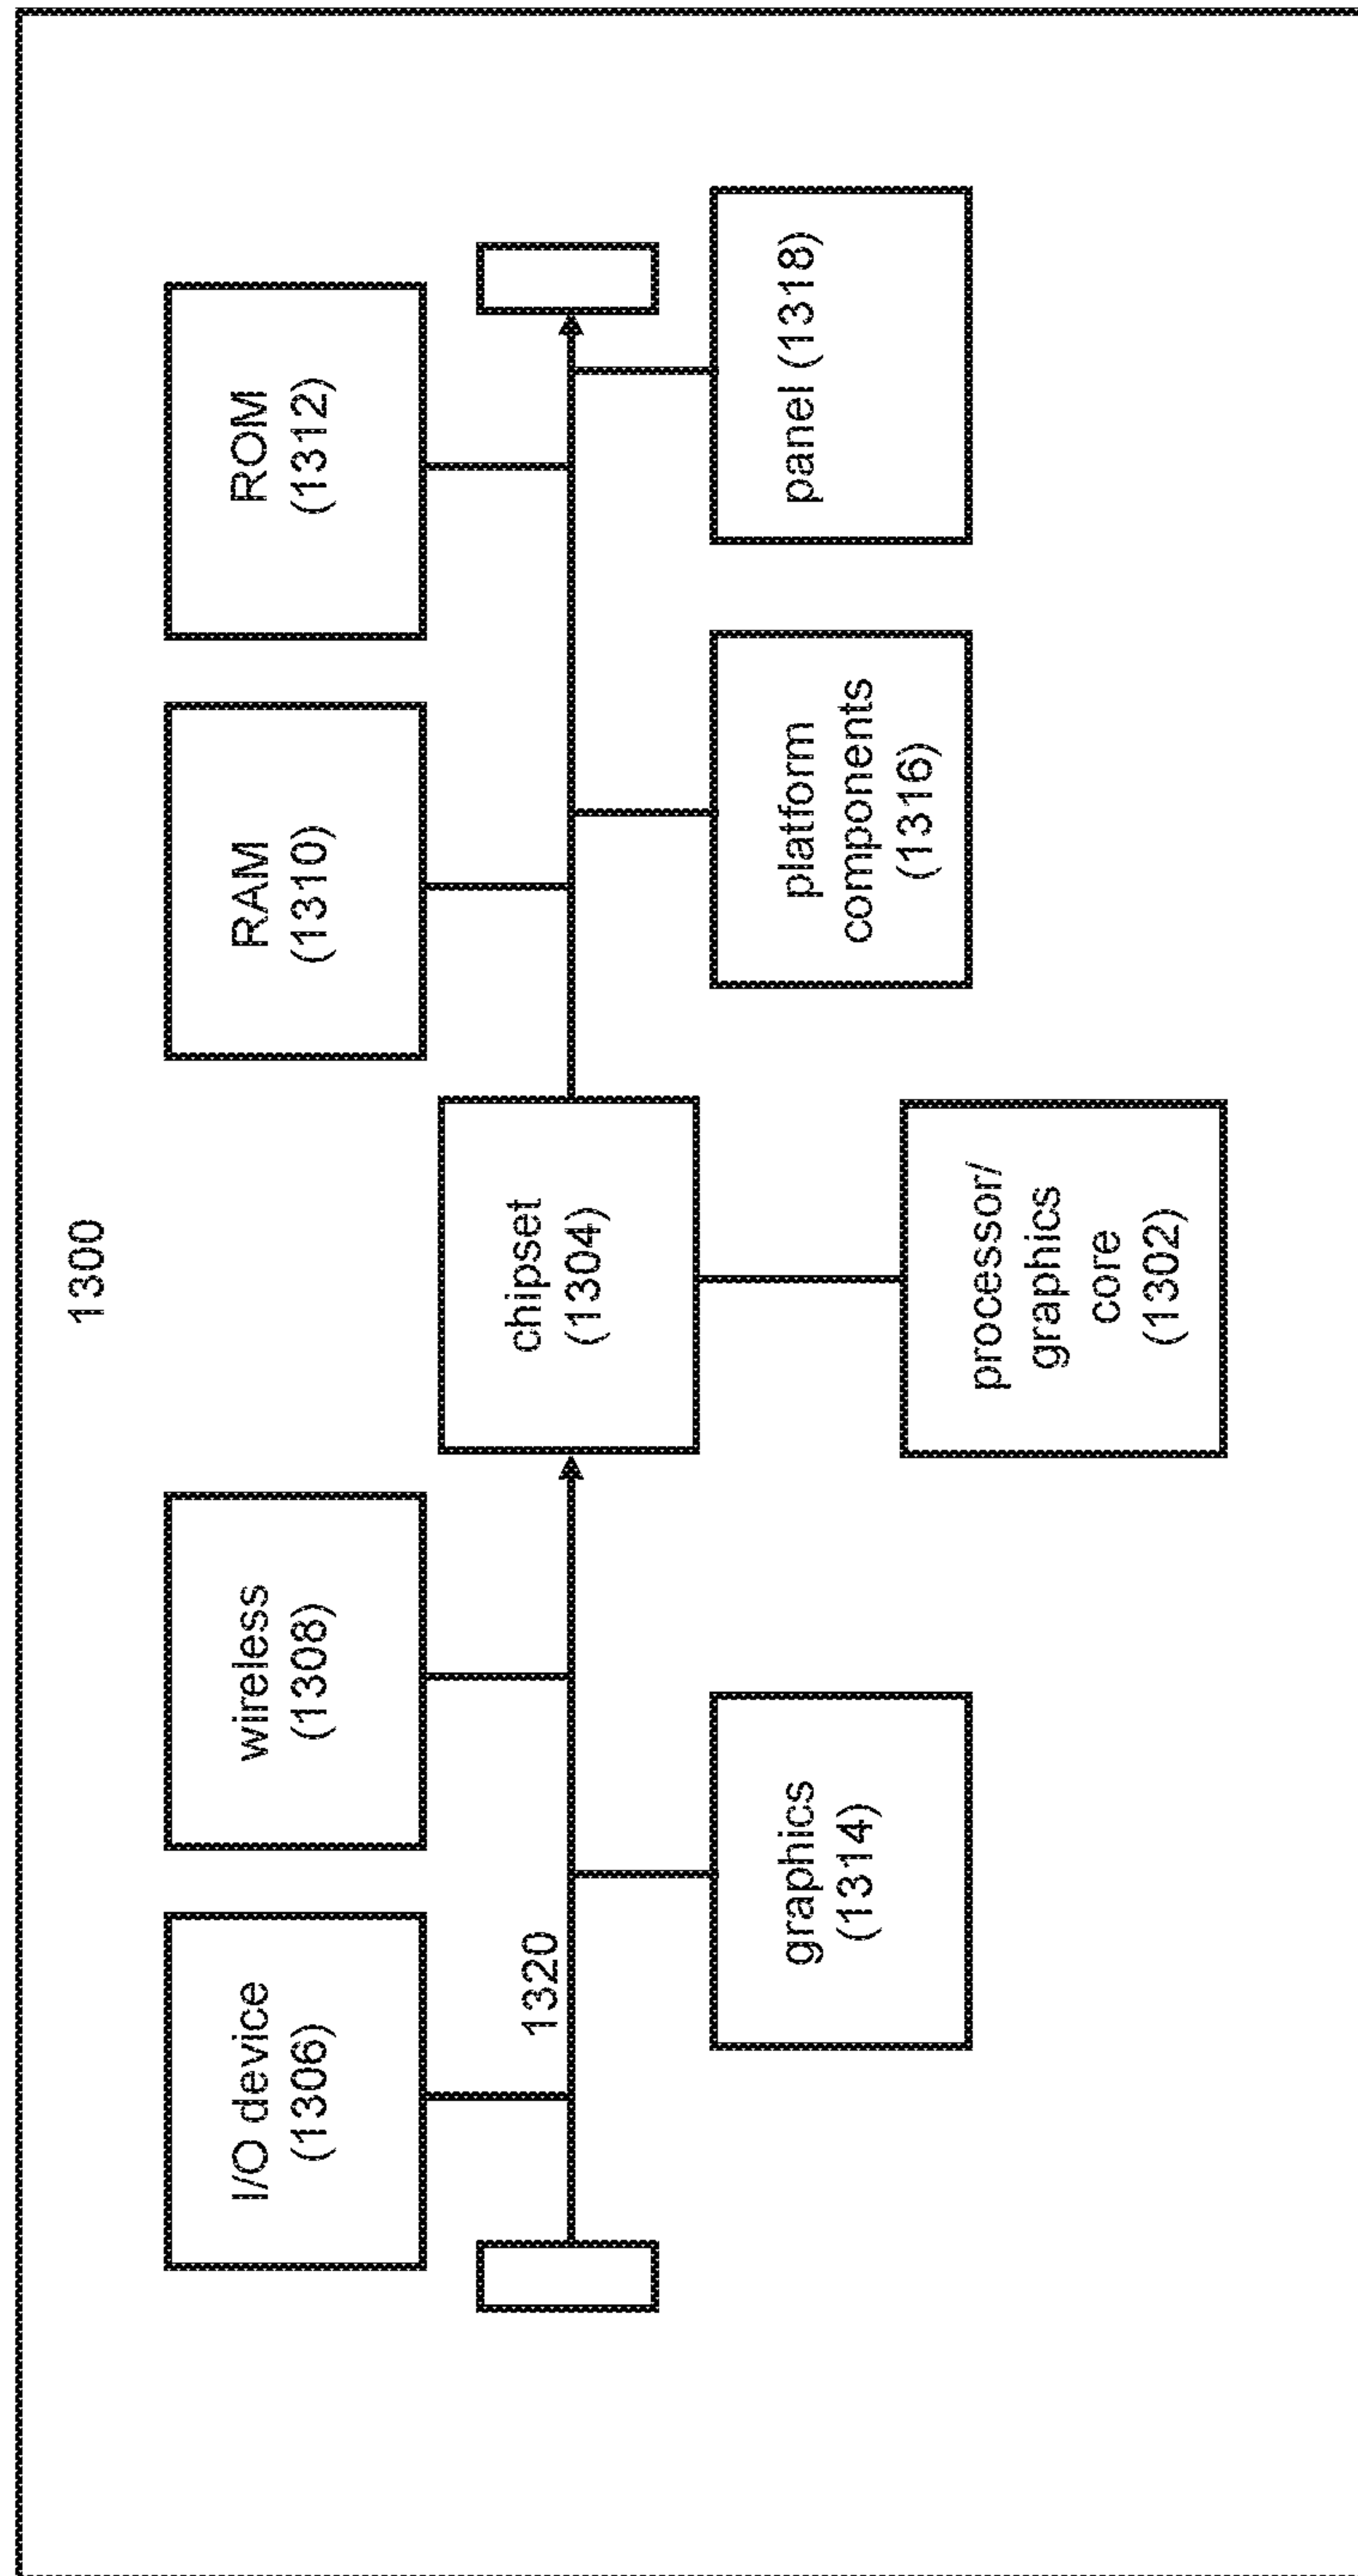 1300
I/O device
(1306)
wireless
(1308)
RAM
(1310)
ROM
(1312)
1320
chipset
(1304)
graphics
(1314)
platform
components
(1316)
panel (1318)
processor/
graphics
core
(1302)